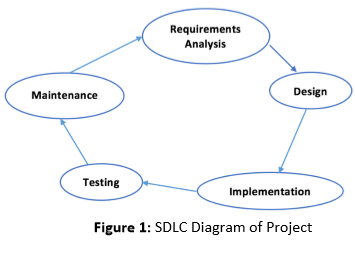 Requirements
Analysis
Design
Maintenance
Testing
Implementation
Figure 1: SDLC Diagram of Project